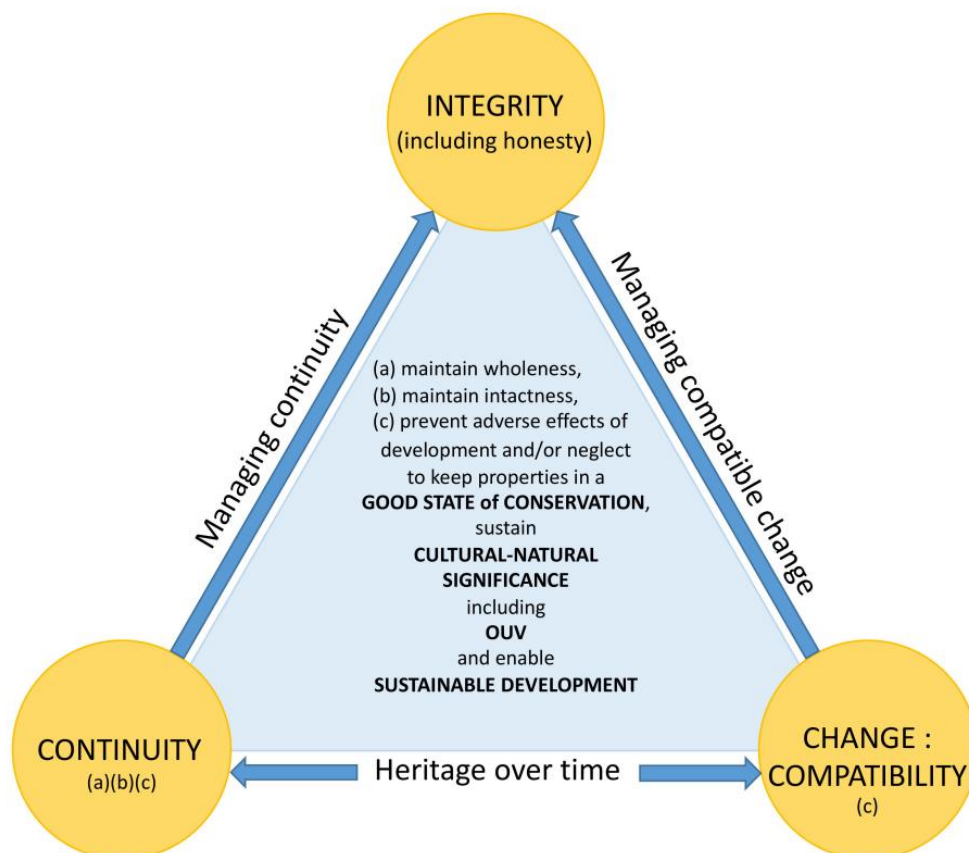 INTEGRITY
(including honesty)
Managing continuity
Managing compatible change
(a) maintain wholeness,
(b) maintain intactness,
(c) prevent adverse effects of
development and/or neglect
to keep properties in a
GOOD STATE of CONSERVATION,
sustain
CULTURAL-NATURAL
SIGNIFICANCE
including
OUV
and enable
SUSTAINABLE DEVELOPMENT
CONTINUITY
(a)(b)(c)
Heritage over time
CHANGE :
COMPATIBILITY
(c)